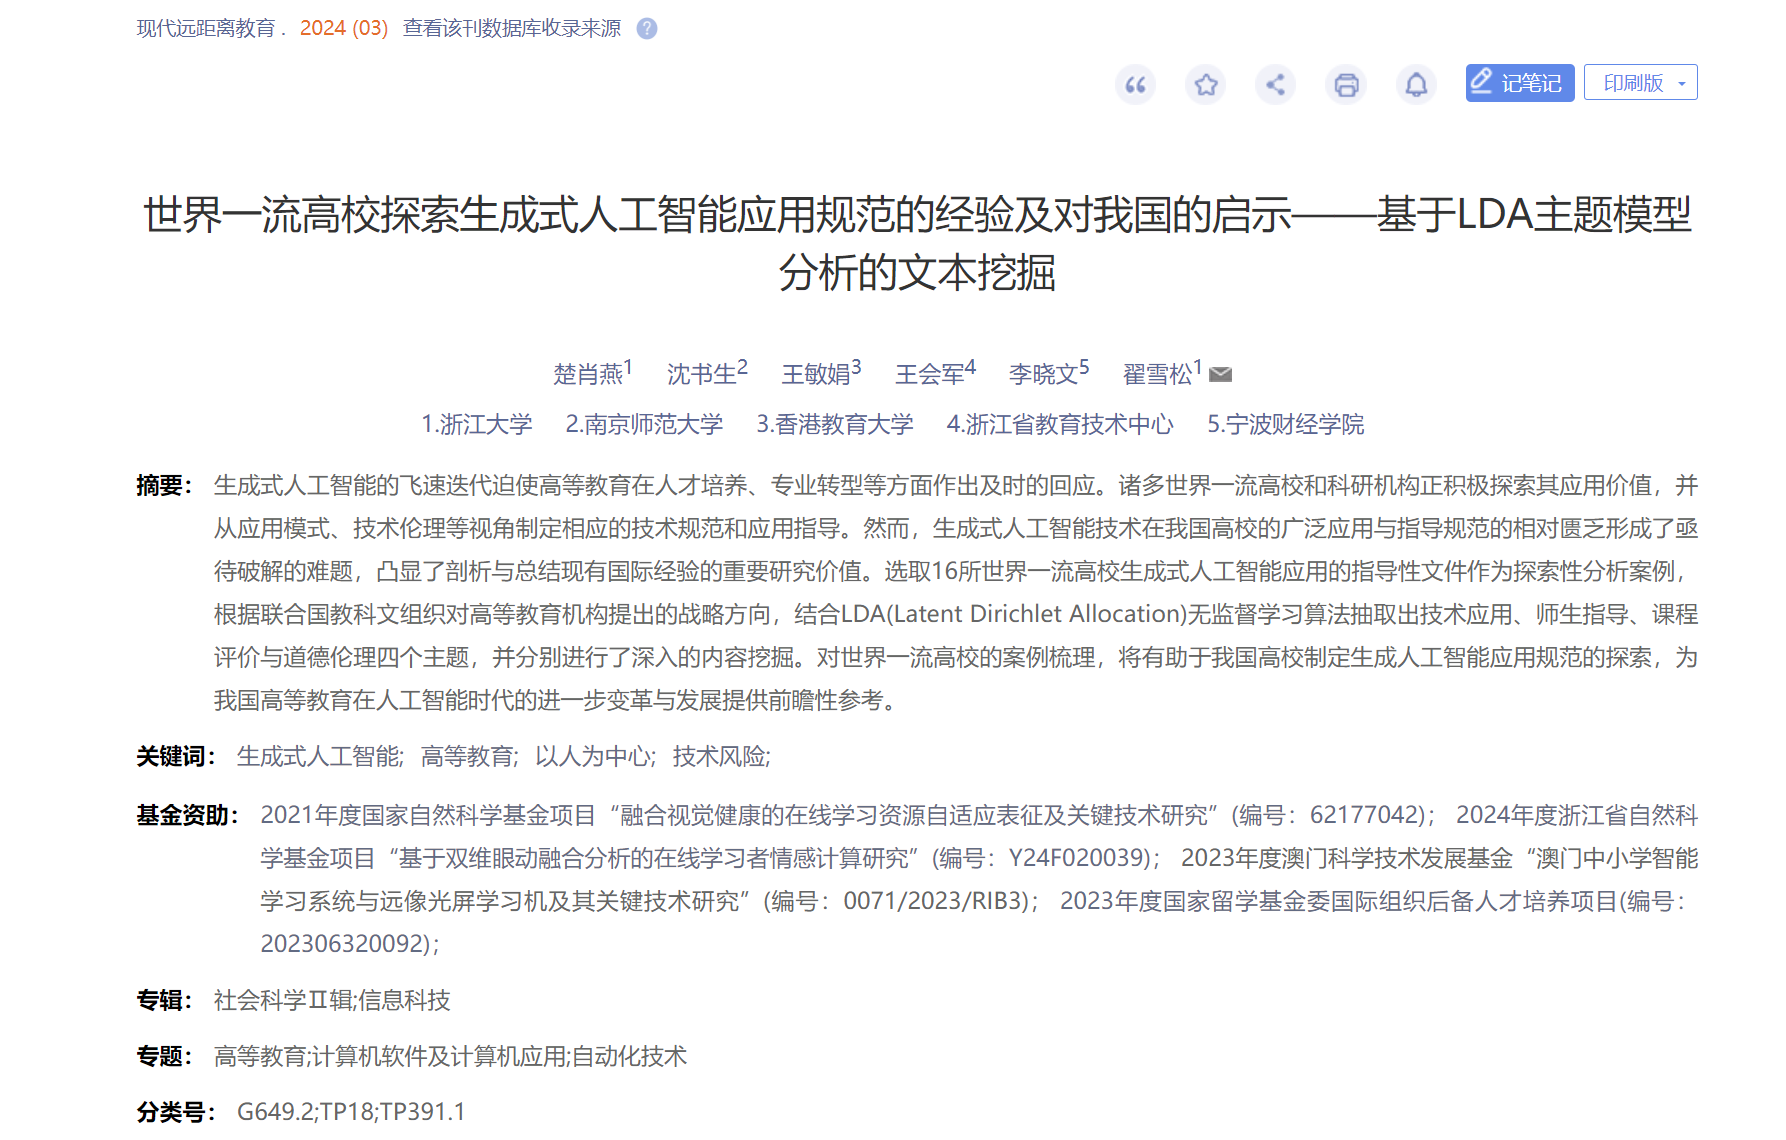 现代远距离教育 . 2024 (03) 查看该刊数据库收录来源 ?
记笔记 印刷版
世界一流高校探索生成式人工智能应用规范的经验及对我国的启示——基于LDA主题模型
分析的文本挖掘
楚肖燕1 沈书生2 王敏娟3 王会军4 李晓文5 翟雪松1
1.浙江大学 2.南京师范大学 3.香港教育大学 4.浙江省教育技术中心 5.宁波财经学院
摘要： 生成式人工智能的飞速迭代迫使高等教育在人才培养、专业转型等方面作出及时的回应。诸多世界一流高校和科研机构正积极探索其应用价值，并
从应用模式、技术伦理等视角制定相应的技术规范和应用指导。然而，生成式人工智能技术在我国高校的广泛应用与指导规范的相对匮乏形成了亟
待破解的难题，凸显了剖析与总结现有国际经验的重要研究价值。选取16所世界一流高校生成式人工智能应用的指导性文件作为探索性分析案例，
根据联合国教科文组织对高等教育机构提出的战略方向，结合LDA(Latent Dirichlet Allocation)无监督学习算法抽取出技术应用、师生指导、课程
评价与道德伦理四个主题，并分别进行了深入的内容挖掘。对世界一流高校的案例梳理，将有助于我国高校制定生成人工智能应用规范的探索，为
我国高等教育在人工智能时代的进一步变革与发展提供前瞻性参考。
关键词： 生成式人工智能; 高等教育; 以人为中心; 技术风险;
基金资助： 2021年度国家自然科学基金项目“融合视觉健康的在线学习资源自适应表征及关键技术研究”(编号：62177042)； 2024年度浙江省自然科
学基金项目“基于双维眼动融合分析的在线学习者情感计算研究”(编号：Y24F020039)； 2023年度澳门科学技术发展基金“澳门中小学智能
学习系统与远像光屏学习机及其关键技术研究”(编号：0071/2023/RIB3)； 2023年度国家留学基金委国际组织后备人才培养项目(编号：
202306320092)；
专辑： 社会科学Ⅱ辑;信息科技
专题： 高等教育;计算机软件及计算机应用;自动化技术
分类号： G649.2;TP18;TP391.1